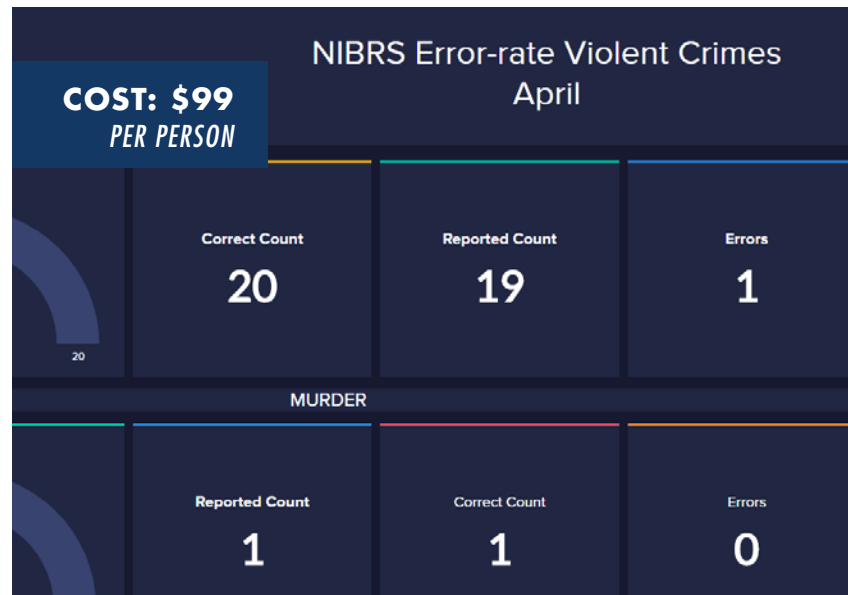 NIBRS Error-rate Violent Crimes
April
COST: $99
PER PERSON
Correct Count
Reported Count
Errors
20
19
1
20
MURDER
Reported Count
Correct Count
Errors
1
1
0